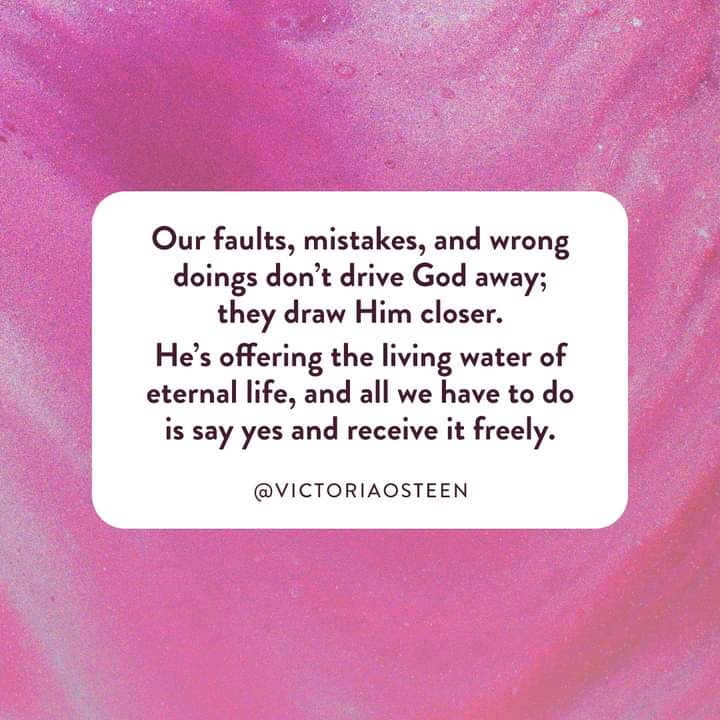 Our faults, mistakes, and wrong
doings don’t drive God away;
they draw Him closer.
He’s offering the living water of
eternal life, and all we have to do
is say yes and receive it freely.
@VICTORIAOSTEEN